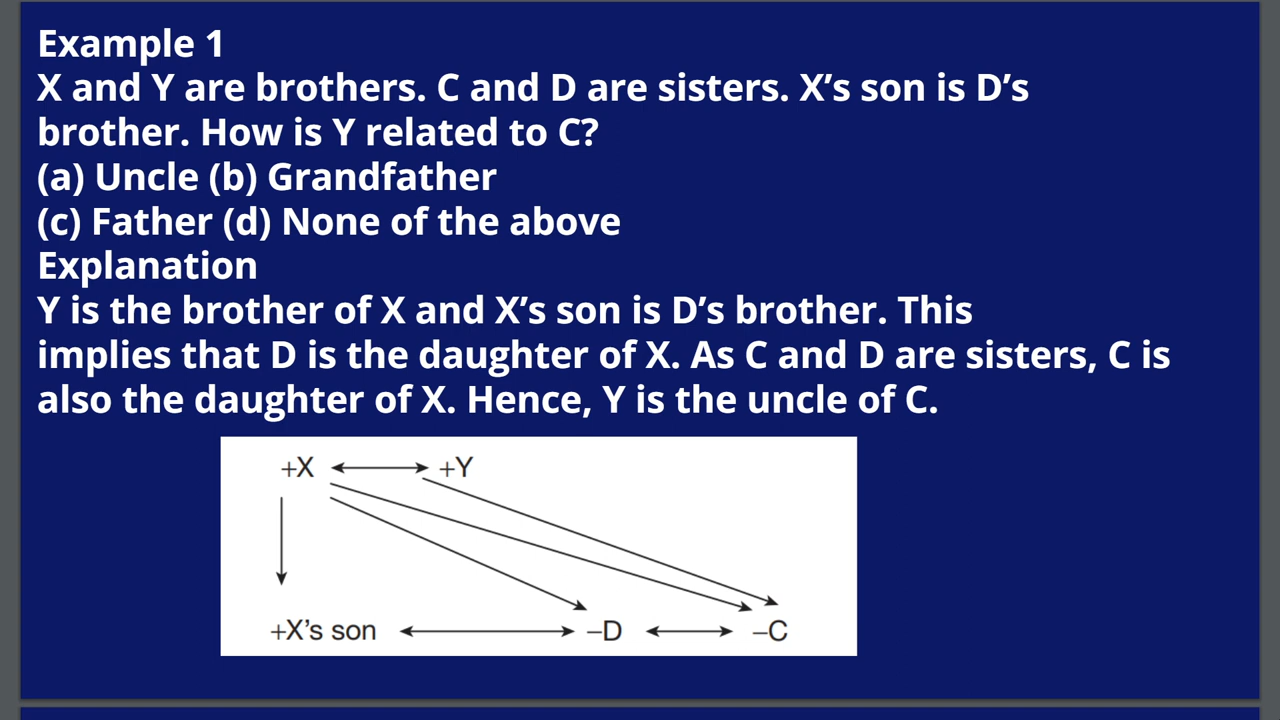 Example 1
X and Y are brothers. C and D are sisters. X’s son is D’s
brother. How is Y related to C?
(a) Uncle (b) Grandfather
(c) Father (d) None of the above
Explanation
Y is the brother of X and X’s son is D’s brother. This
implies that D is the daughter of X. As C and D are sisters, C is
also the daughter of X. Hence, Y is the uncle of C.
+X +Y
+X’s son –D –C